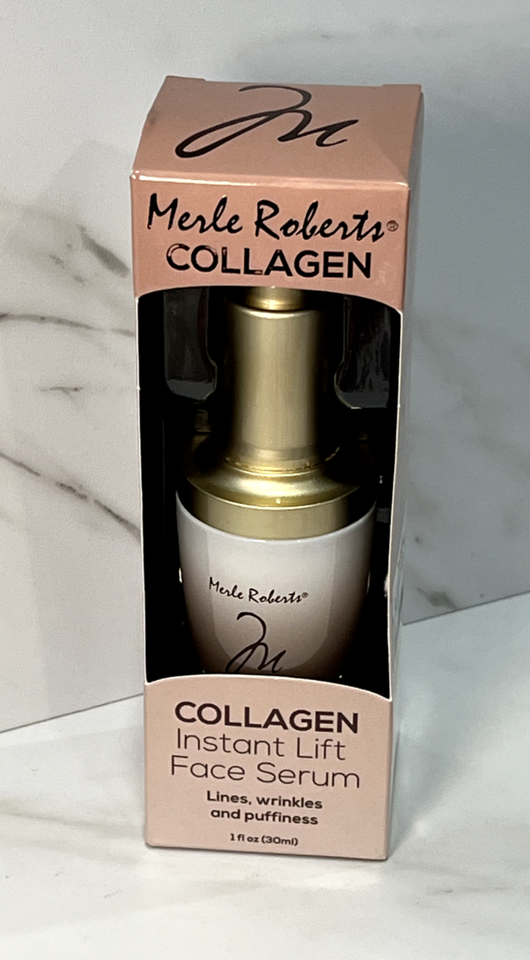 M
Merle Roberts®
COLLAGEN
Merle Roberts®
M
COLLAGEN
Instant Lift
Face Serum
Lines, wrinkles
and puffiness
1 fl oz (30ml)